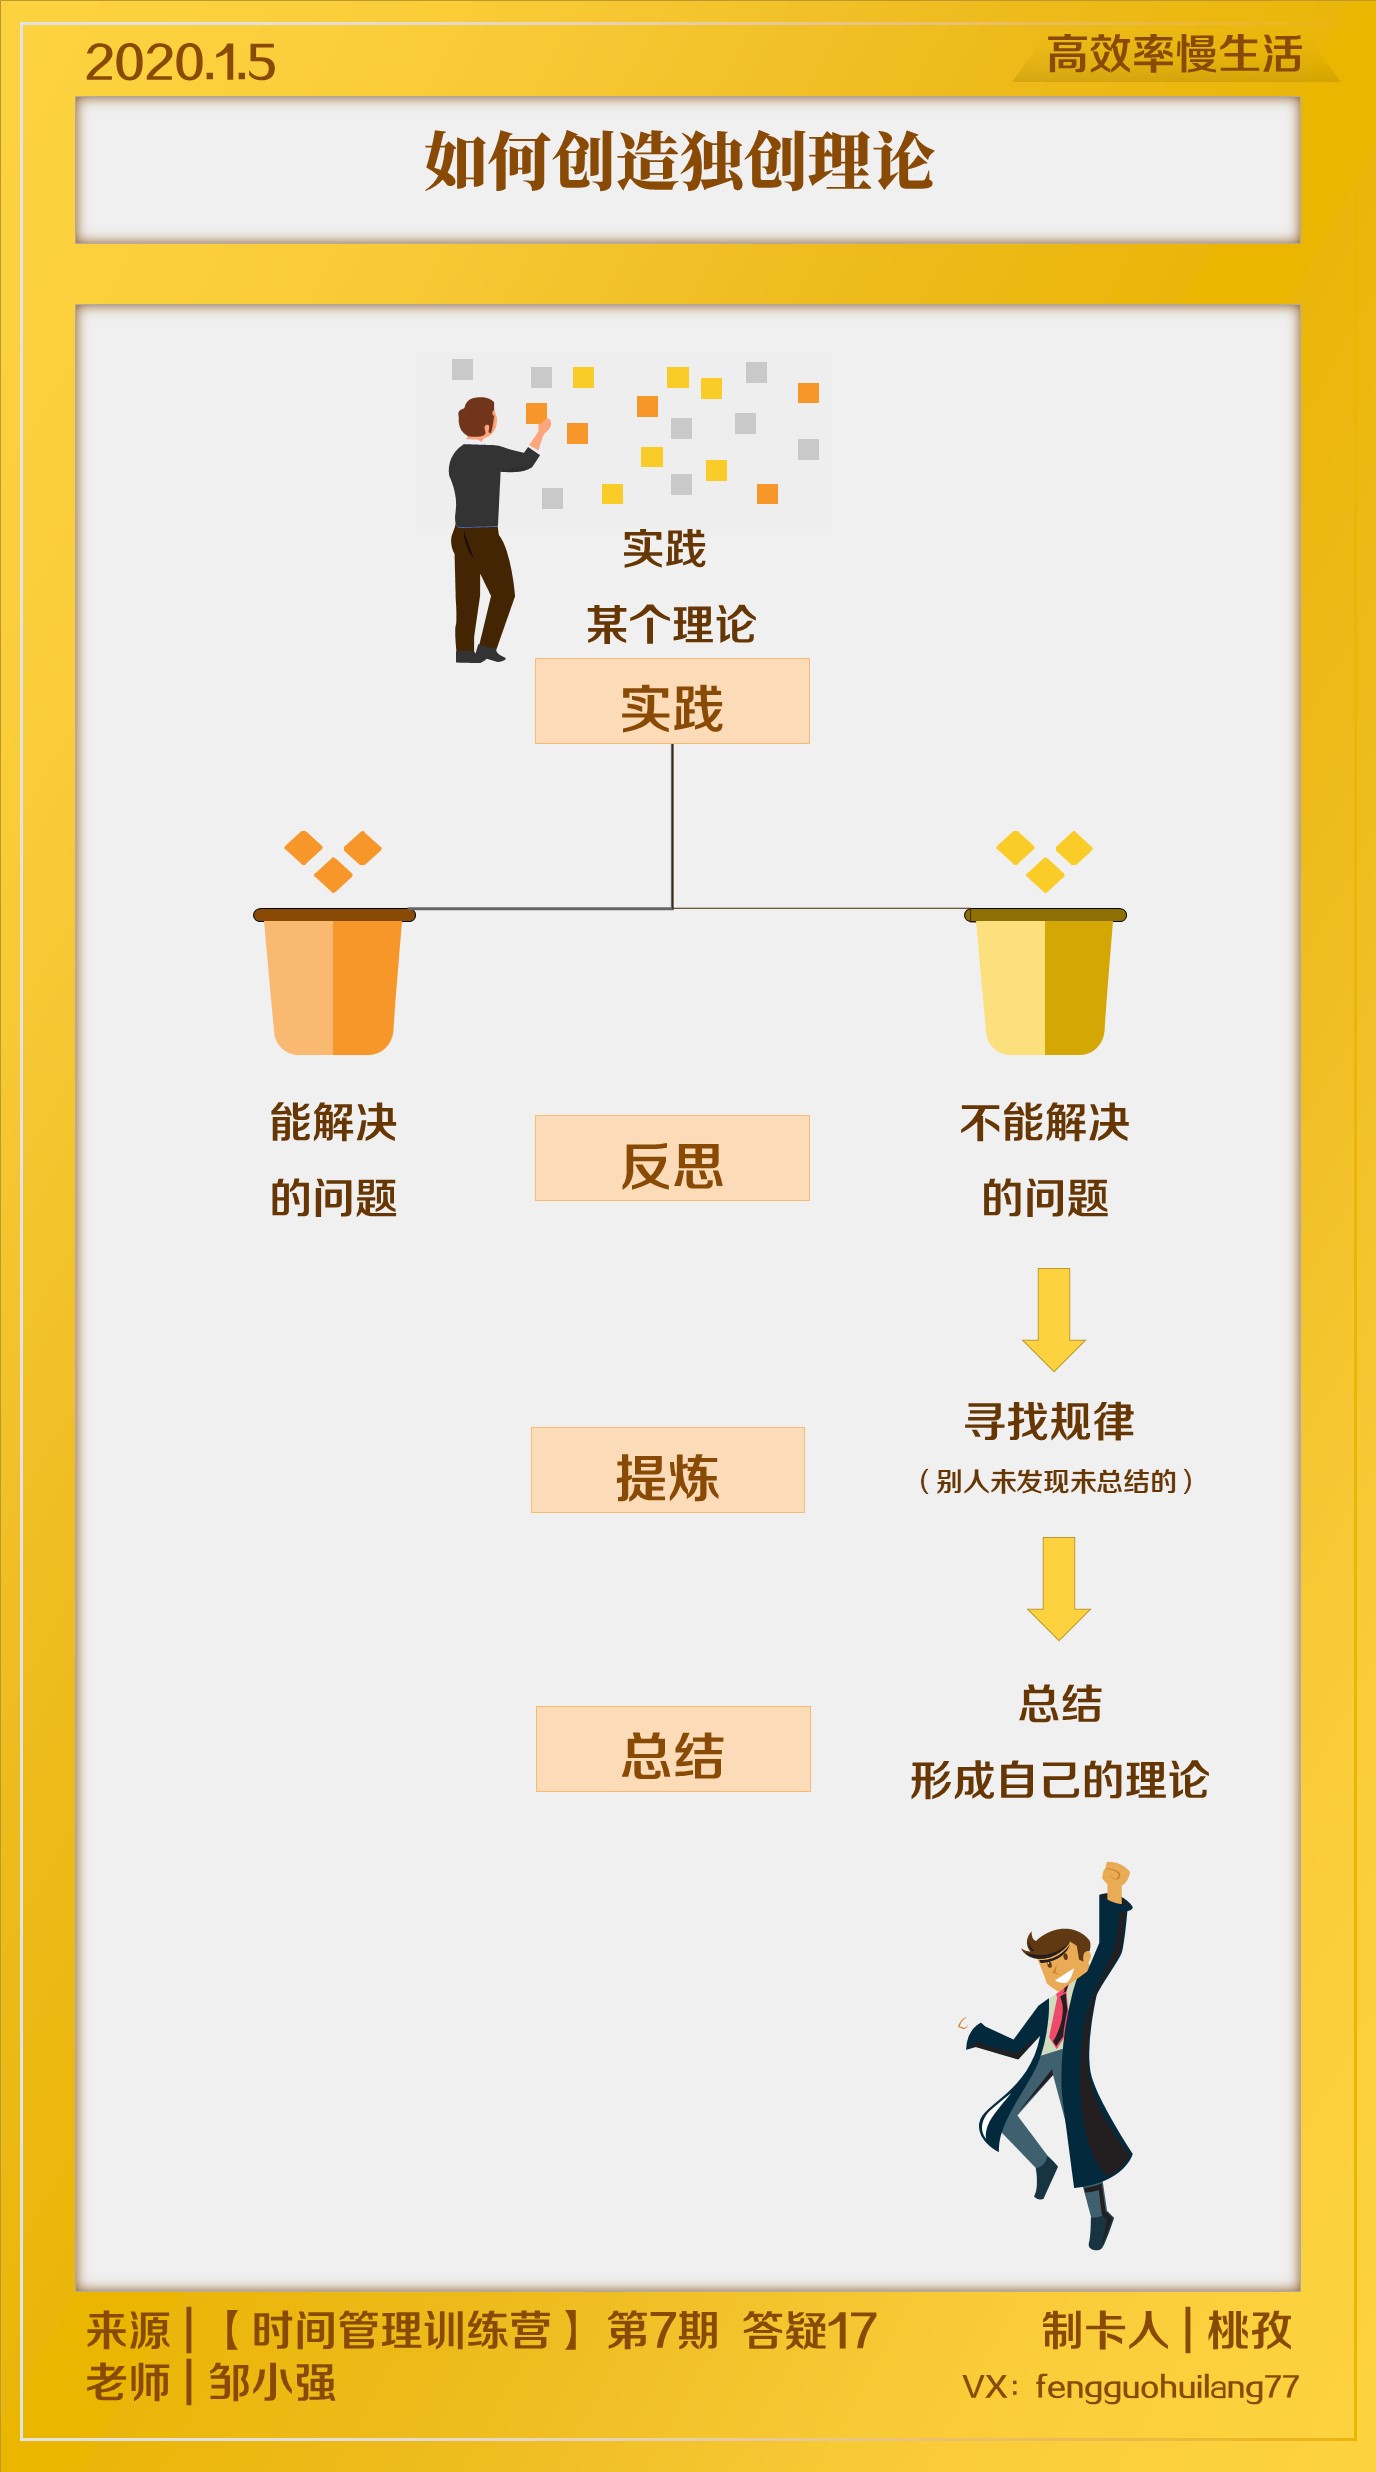 2020.1.5
高效率慢生活
如何创造独创理论
实践
某个理论
实践
能解决
的问题
反思
不能解决
的问题
提炼
寻找规律
（别人未发现未总结的）
总结
总结
形成自己的理论
来源|【时间管理训练营】第7期 答疑17
老师|邹小强
制卡人|桃孜
VX：fengguohuilang77